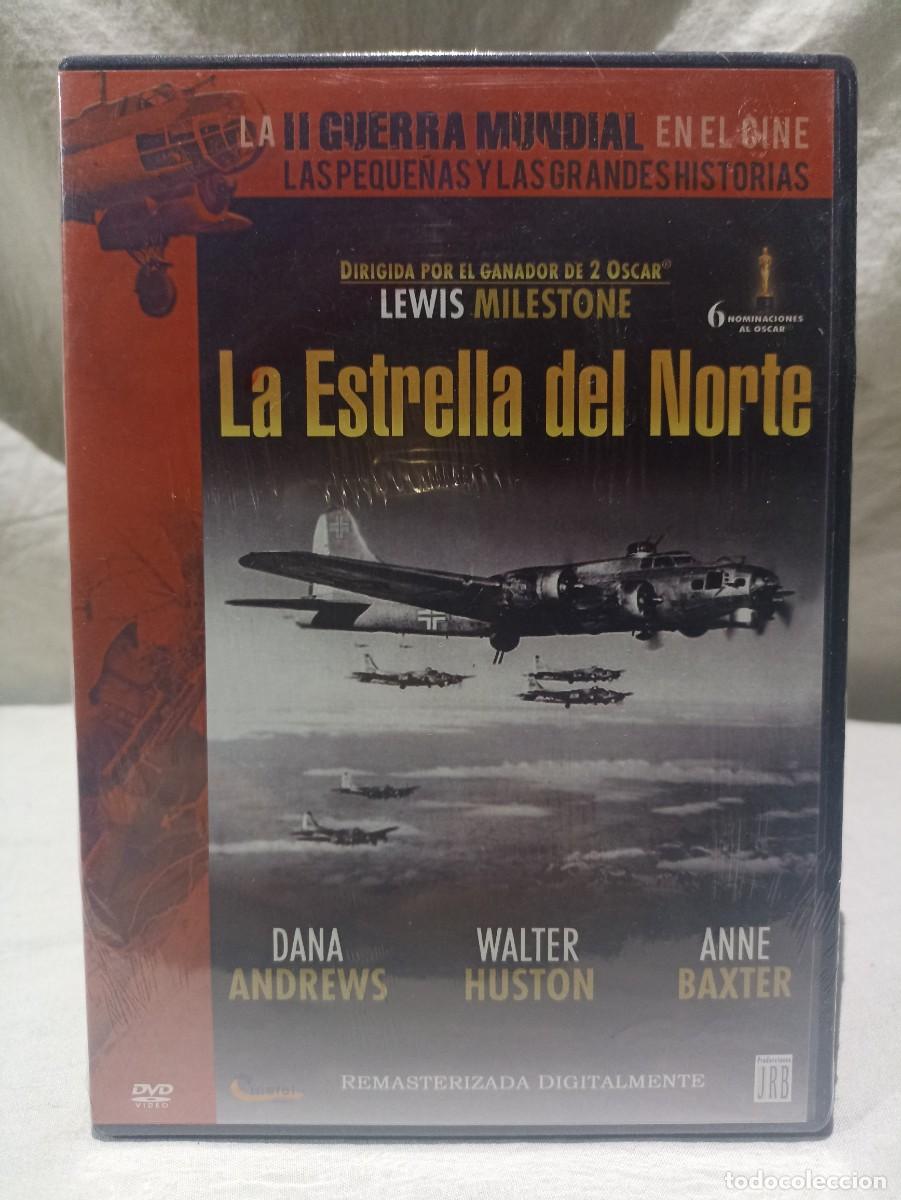 LA II GUERRA MUNDIAL EN EL CINE
LAS PEQUEÑAS Y LAS GRANDES HISTORIAS
DIRIGIDA POR EL GANADOR DE 2 OSCAR®
LEWIS MILESTONE
6 NOMINACIONES
AL OSCAR
La Estrella del Norte
DANA
ANDREWS
WALTER
HUSTON
ANNE
BAXTER
DVD
VIDEO
REMASTERIZADA DIGITALMENTE
Producciones
JRB
todocoleccion